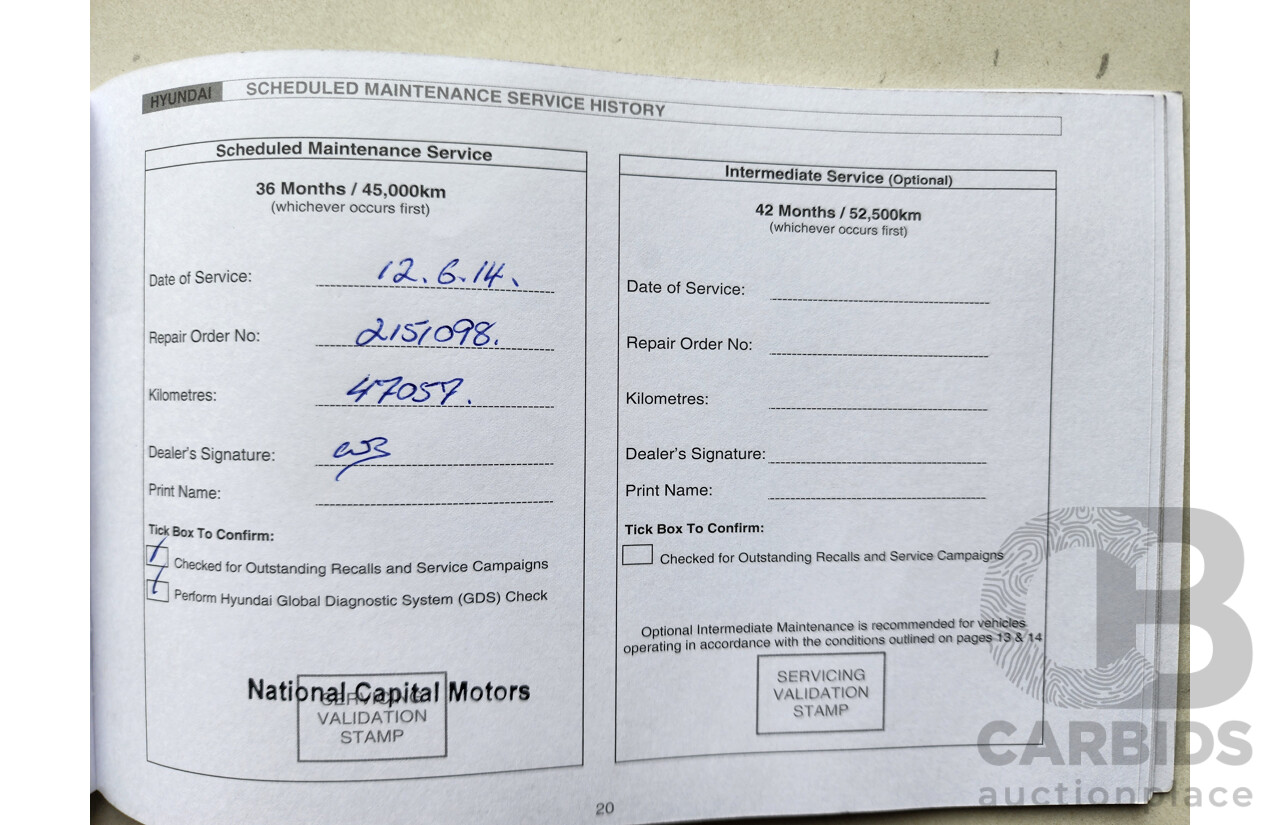 HYUNDAI SCHEDULED MAINTENANCE SERVICE HISTORY
Scheduled Maintenance Service
36 Months / 45,000km
(whichever occurs first)
Date of Service: 12.6.14.
Repair Order No: 2151098.
Kilometres: 47057.
Dealer's Signature:
Print Name:
Tick Box To Confirm:
Checked for Outstanding Recalls and Service Campaigns
Perform Hyundai Global Diagnostic System (GDS) Check
National Capital Motors
SERVICING
VALIDATION
STAMP
Intermediate Service (Optional)
42 Months / 52,500km
(whichever occurs first)
Date of Service:
Repair Order No:
Kilometres:
Dealer's Signature:
Print Name:
Tick Box To Confirm:
Checked for Outstanding Recalls and Service Campaigns
Optional Intermediate Maintenance is recommended for vehicles
operating in accordance with the conditions outlined on pages 13 & 14
SERVICING
VALIDATION
STAMP
20
CB
CARBIDS
auctionplace